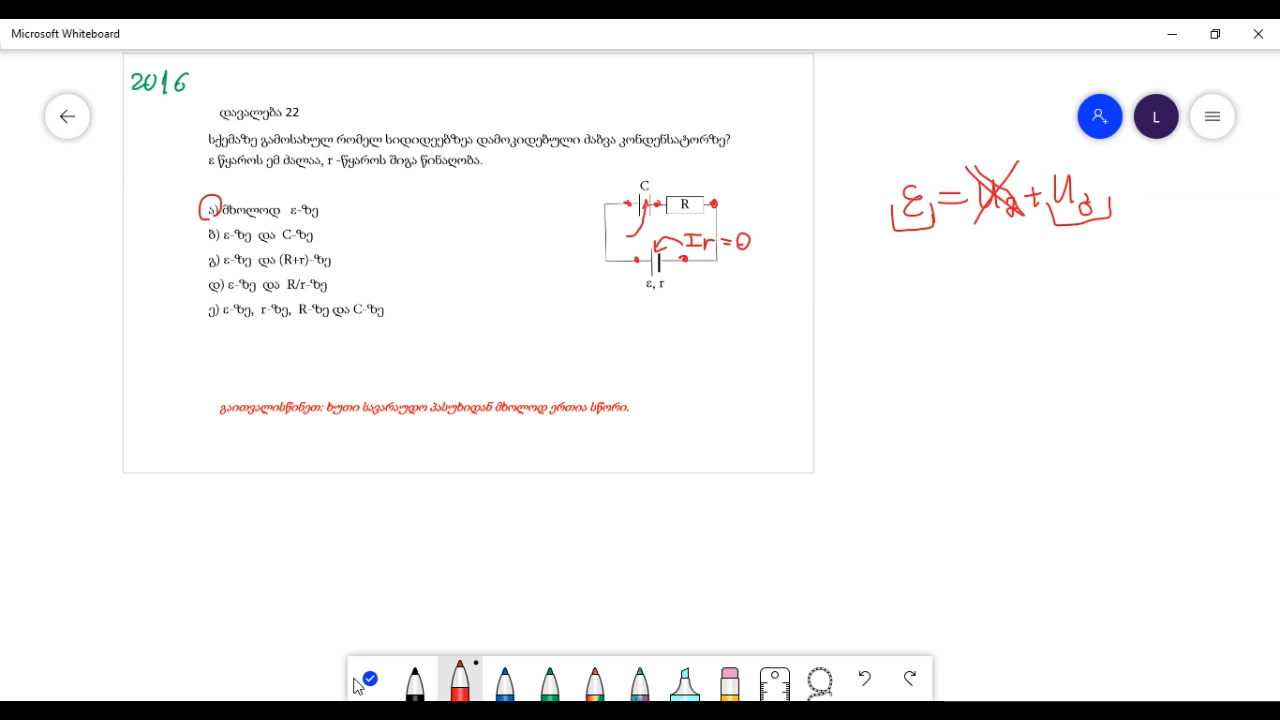 Microsoft Whiteboard
2016
დავალება 22
სქემაზე გამოსახულ რომელ სიდიდეებზეა დამოკიდებული ძაბვა კონდენსატორზე?
ε წყაროს ემ ძალაა, r -წყაროს შიგა წინაღობა.
ა) მხოლოდ ε-ზე
ბ) ε-ზე და C-ზე
გ) ε-ზე და (R+r)-ზე
დ) ε-ზე და R/r-ზე
ე) ε-ზე, r-ზე, R-ზე და C-ზე
C
R
Ir = 0
ε, r
გაითვალისწინეთ: ხუთი სავარაუდო პასუხიდან მხოლოდ ერთია სწორი.
L